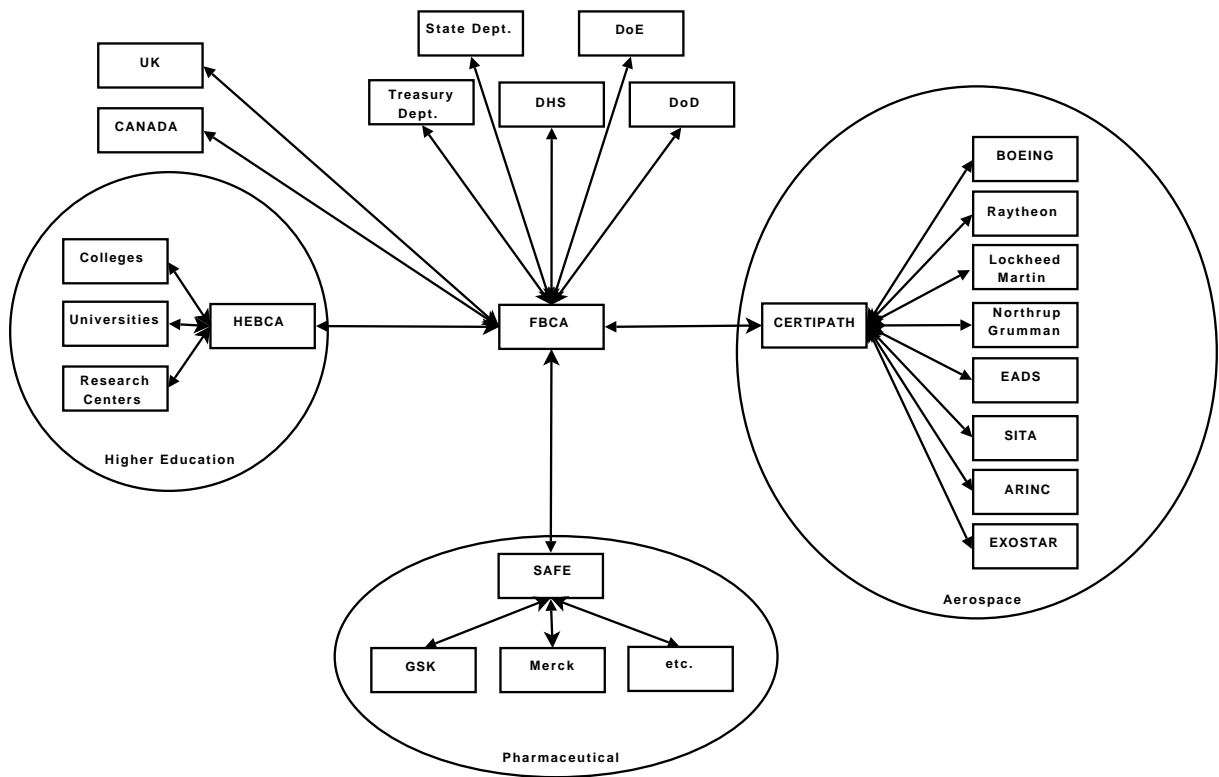 State Dept.
DoE
UK
Treasury
Dept.
DHS
DoD
CANADA
BOEING
Raytheon
Colleges
Lockheed
Martin
Universities
HEBCA
FBCA
CERTIPATH
Northrup
Grumman
Research
Centers
EADS
SITA
Higher Education
ARINC
EXOSTAR
SAFE
Aerospace
GSK
Merck
etc.
Pharmaceutical